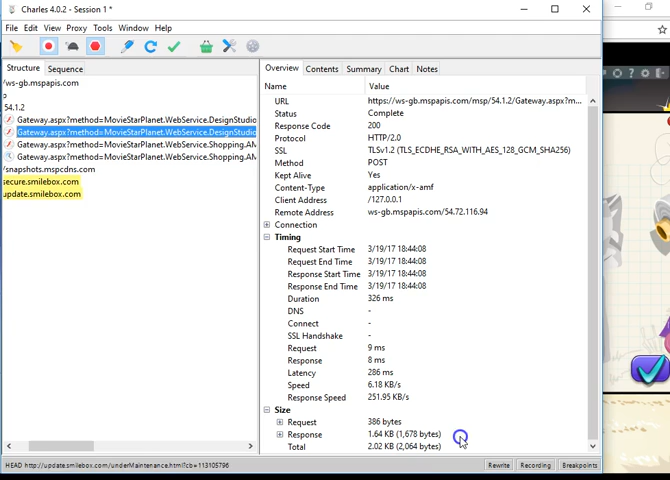 Charles 4.0.2 - Session 1 *
File Edit View Proxy Tools Window Help
Structure Sequence
/ws-gb.mspapis.com
p
54.1.2
Gateway.aspx?method=MovieStarPlanet.WebService.DesignStudio
Gateway.aspx?method=MovieStarPlanet.WebService.DesignStudio
Gateway.aspx?method=MovieStarPlanet.WebService.Shopping.AM
Gateway.aspx?method=MovieStarPlanet.WebService.Shopping.AM
/snapshots.mspcdns.com
secure.smilebox.com
update.smilebox.com
Overview Contents Summary Chart Notes
Name Value
URL https://ws-gb.mspapis.com/msp/54.1.2/Gateway.aspx?m...
Status Complete
Response Code 200
Protocol HTTP/2.0
SSL TLSv1.2 (TLS_ECDHE_RSA_WITH_AES_128_GCM_SHA256)
Method POST
Kept Alive Yes
Content-Type application/x-amf
Client Address /127.0.0.1
Remote Address ws-gb.mspapis.com/54.72.116.94
Connection
Timing
Request Start Time 3/19/17 18:44:08
Request End Time 3/19/17 18:44:08
Response Start Time 3/19/17 18:44:08
Response End Time 3/19/17 18:44:08
Duration 326 ms
DNS -
Connect -
SSL Handshake -
Request 9 ms
Response 8 ms
Latency 286 ms
Speed 6.18 KB/s
Response Speed 251.95 KB/s
Size
Request 386 bytes
Response 1.64 KB (1,678 bytes)
Total 2.02 KB (2,064 bytes)
HEAD http://update.smilebox.com/underMaintenance.html?cb=113105796
Rewrite Recording Breakpoints